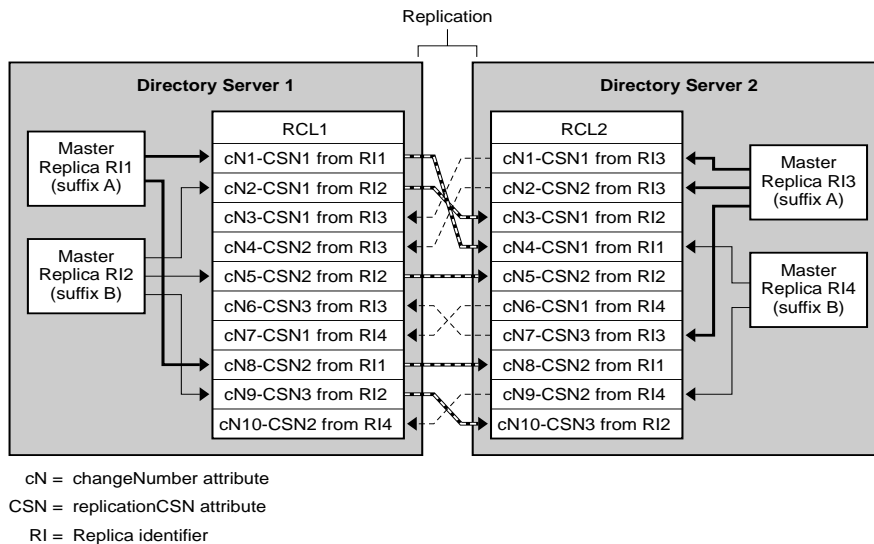 Replication
Directory Server 1
Directory Server 2
Master
Replica RI1
(suffix A)
Master
Replica RI2
(suffix B)
RCL1
cN1-CSN1 from RI1
cN2-CSN1 from RI2
cN3-CSN1 from RI3
cN4-CSN2 from RI3
cN5-CSN2 from RI2
cN6-CSN3 from RI3
cN7-CSN1 from RI4
cN8-CSN2 from RI1
cN9-CSN3 from RI2
cN10-CSN2 from RI4
RCL2
cN1-CSN1 from RI3
cN2-CSN2 from RI3
cN3-CSN1 from RI2
cN4-CSN1 from RI1
cN5-CSN2 from RI2
cN6-CSN1 from RI4
cN7-CSN3 from RI3
cN8-CSN2 from RI1
cN9-CSN2 from RI4
cN10-CSN3 from RI2
Master
Replica RI3
(suffix A)
Master
Replica RI4
(suffix B)
cN = changeNumber attribute
CSN = replicationCSN attribute
RI = Replica identifier